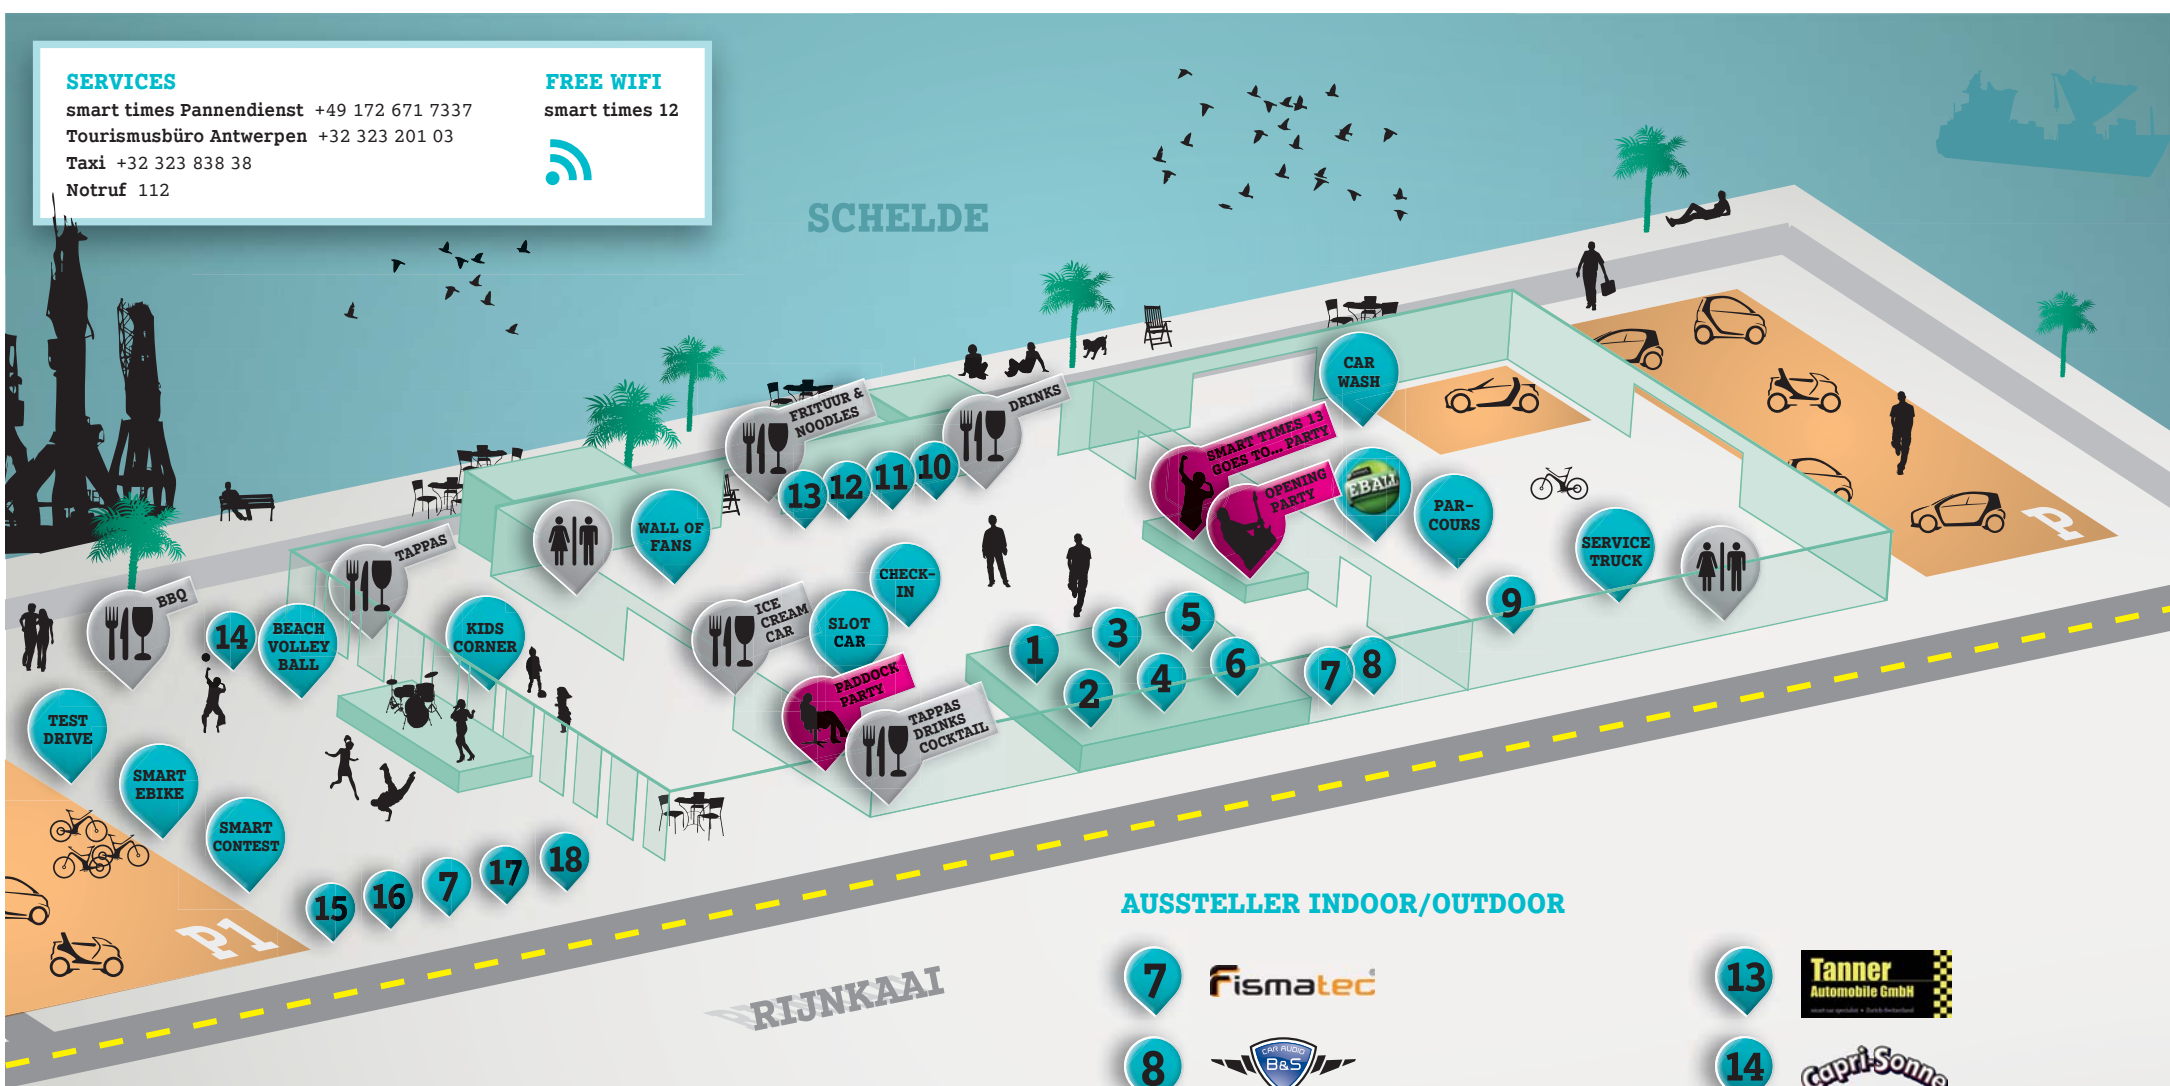 SERVICES
smart times Pannendienst +49 172 671 7337
Tourismusbüro Antwerpen +32 323 201 03
Taxi +32 323 838 38
Notruf 112
FREE WIFI
smart times 12
SCHELDE
CAR
WASH
FRITUUR &
NOODLES
DRINKS
SMART TIMES 13
GOES TO... PARTY
OPENING
PARTY
EBALL
PAR-
COURS
13
12
11
10
WALL OF
FANS
TAPPAS
SERVICE
TRUCK
CHECK-
IN
BBQ
14
BEACH
VOLLEY
BALL
KIDS
CORNER
ICE
CREAM
CAR
SLOT
CAR
9
1
2
3
4
5
6
7
8
PADDOCK
PARTY
TAPPAS
DRINKS
COCKTAIL
TEST
DRIVE
SMART
EBIKE
SMART
CONTEST
15
16
7
17
18
P1
P
RIJNKAAI
AUSSTELLER INDOOR/OUTDOOR
7
Fismatec
8
CAR AUDIO
B&S
13
Tanner
Automobile GmbH
14
Capri-Sonne